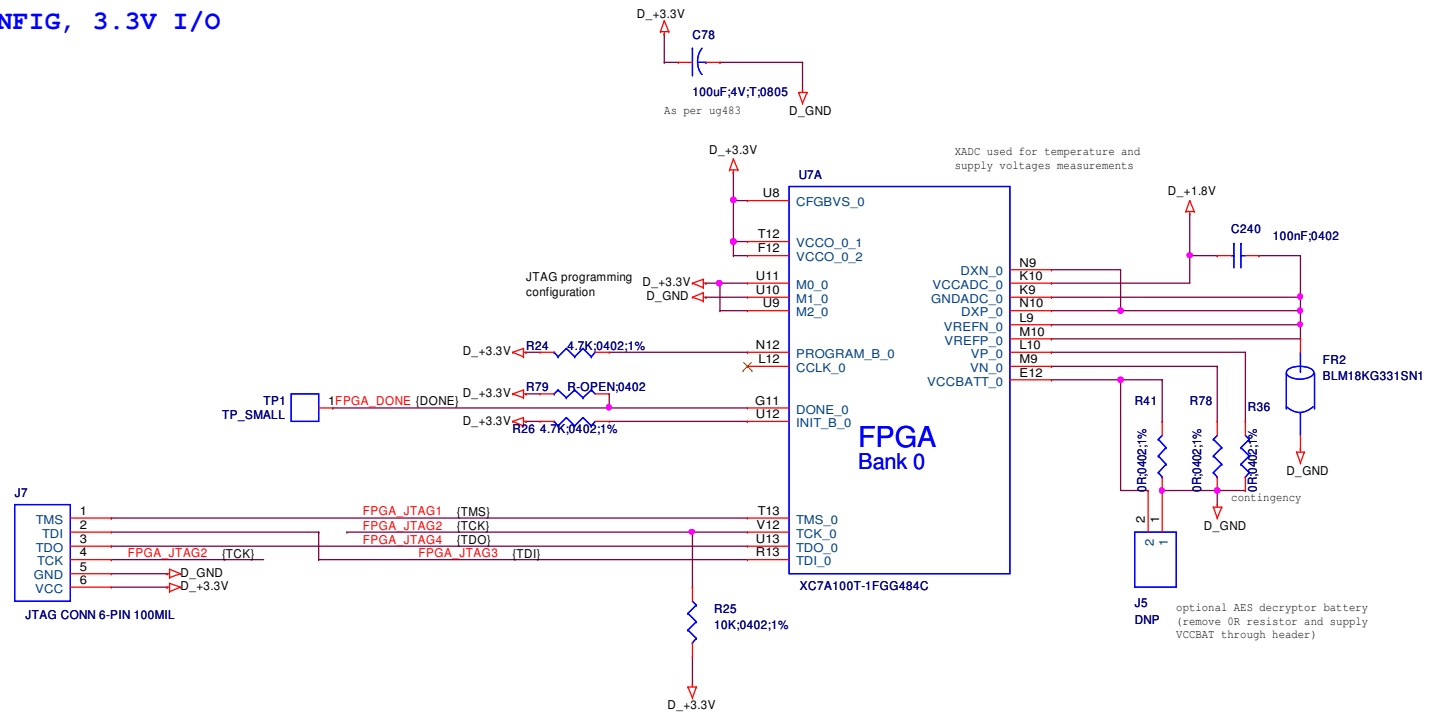 NFIG, 3.3V I/O
D_+3.3V
C78
100uF;4V;T;0805
As per ug483
D_GND
D_+3.3V
XADC used for temperature and
supply voltages measurements
U7A
U8
CFGBVS_0
T12
VCCO_0_1
F12
VCCO_0_2
JTAG programming
configuration
D_+3.3V
D_GND
U11
M0_0
U10
M1_0
U9
M2_0
D_+3.3V
R24
4.7K;0402;1%
N12
PROGRAM_B_0
L12
CCLK_0
D_+3.3V
R79
R-OPEN;0402
TP1
TP_SMALL
1
FPGA_DONE
{DONE}
G11
DONE_0
D_+3.3V
R26
4.7K;0402;1%
U12
INIT_B_0
FPGA
Bank 0
DXN_0
N9
VCCADC_0
K10
GNDADC_0
K9
DXP_0
N10
VREFN_0
L9
VREFP_0
M10
VP_0
L10
VN_0
M9
VCCBATT_0
E12
D_+1.8V
C240
100nF;0402
FR2
BLM18KG331SN1
D_GND
R41
0R;0402;1%
R78
0R;0402;1%
R36
0R;0402;1%
contingency
D_GND
2
1
2
1
J5
DNP
optional AES decryptor battery
(remove 0R resistor and supply
VCCBAT through header)
J7
TMS
1
FPGA_JTAG1
{TMS}
T13
TMS_0
TDI
2
FPGA_JTAG2
{TCK}
V12
TCK_0
TDO
3
FPGA_JTAG4
{TDO}
U13
TDO_0
TCK
4
FPGA_JTAG2
{TCK}
FPGA_JTAG3
{TDI}
R13
TDI_0
GND
5
D_GND
VCC
6
D_+3.3V
JTAG CONN 6-PIN 100MIL
XC7A100T-1FGG484C
R25
10K;0402;1%
D_+3.3V